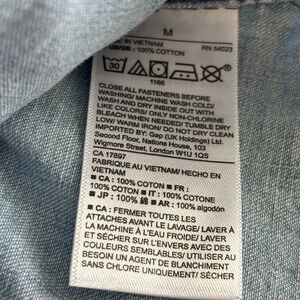 M
MADE IN VIETNAM
US/GB : 100% COTTON RN 54023
30
1166
CLOSE ALL FASTENERS BEFORE
WASHING/ MACHINE WASH COLD/
WASH AND DRY INSIDE OUT WITH
LIKE COLORS/ ONLY NON-CHLORINE
BLEACH WHEN NEEDED/ TUMBLE DRY
LOW/ WARM IRON/ DO NOT DRY CLEAN
IMPORTED BY: Gap (UK Holdings) Ltd.
Second Floor, Nations House, 103
Wigmore Street, London W1U 1QS
CA 17897
FABRIQUÉ AU VIETNAM/ HECHO EN
VIETNAM
■ CA : 100% COTON ■ FR :
100% COTON ■ IT : 100% COTONE
■ JP : 100% 綿 ■ AR : 100% algodón
■ CA : FERMER TOUTES LES
ATTACHES AVANT LE LAVAGE/ LAVER À
LA MACHINE À L'EAU FROIDE/ LAVER
ET SÉCHER SUR L'ENVERS AVEC DES
COULEURS SEMBLABLES/ UTILISER AU
BESOIN UN AGENT DE BLANCHIMENT
SANS CHLORE UNIQUEMENT/ SÉCHER